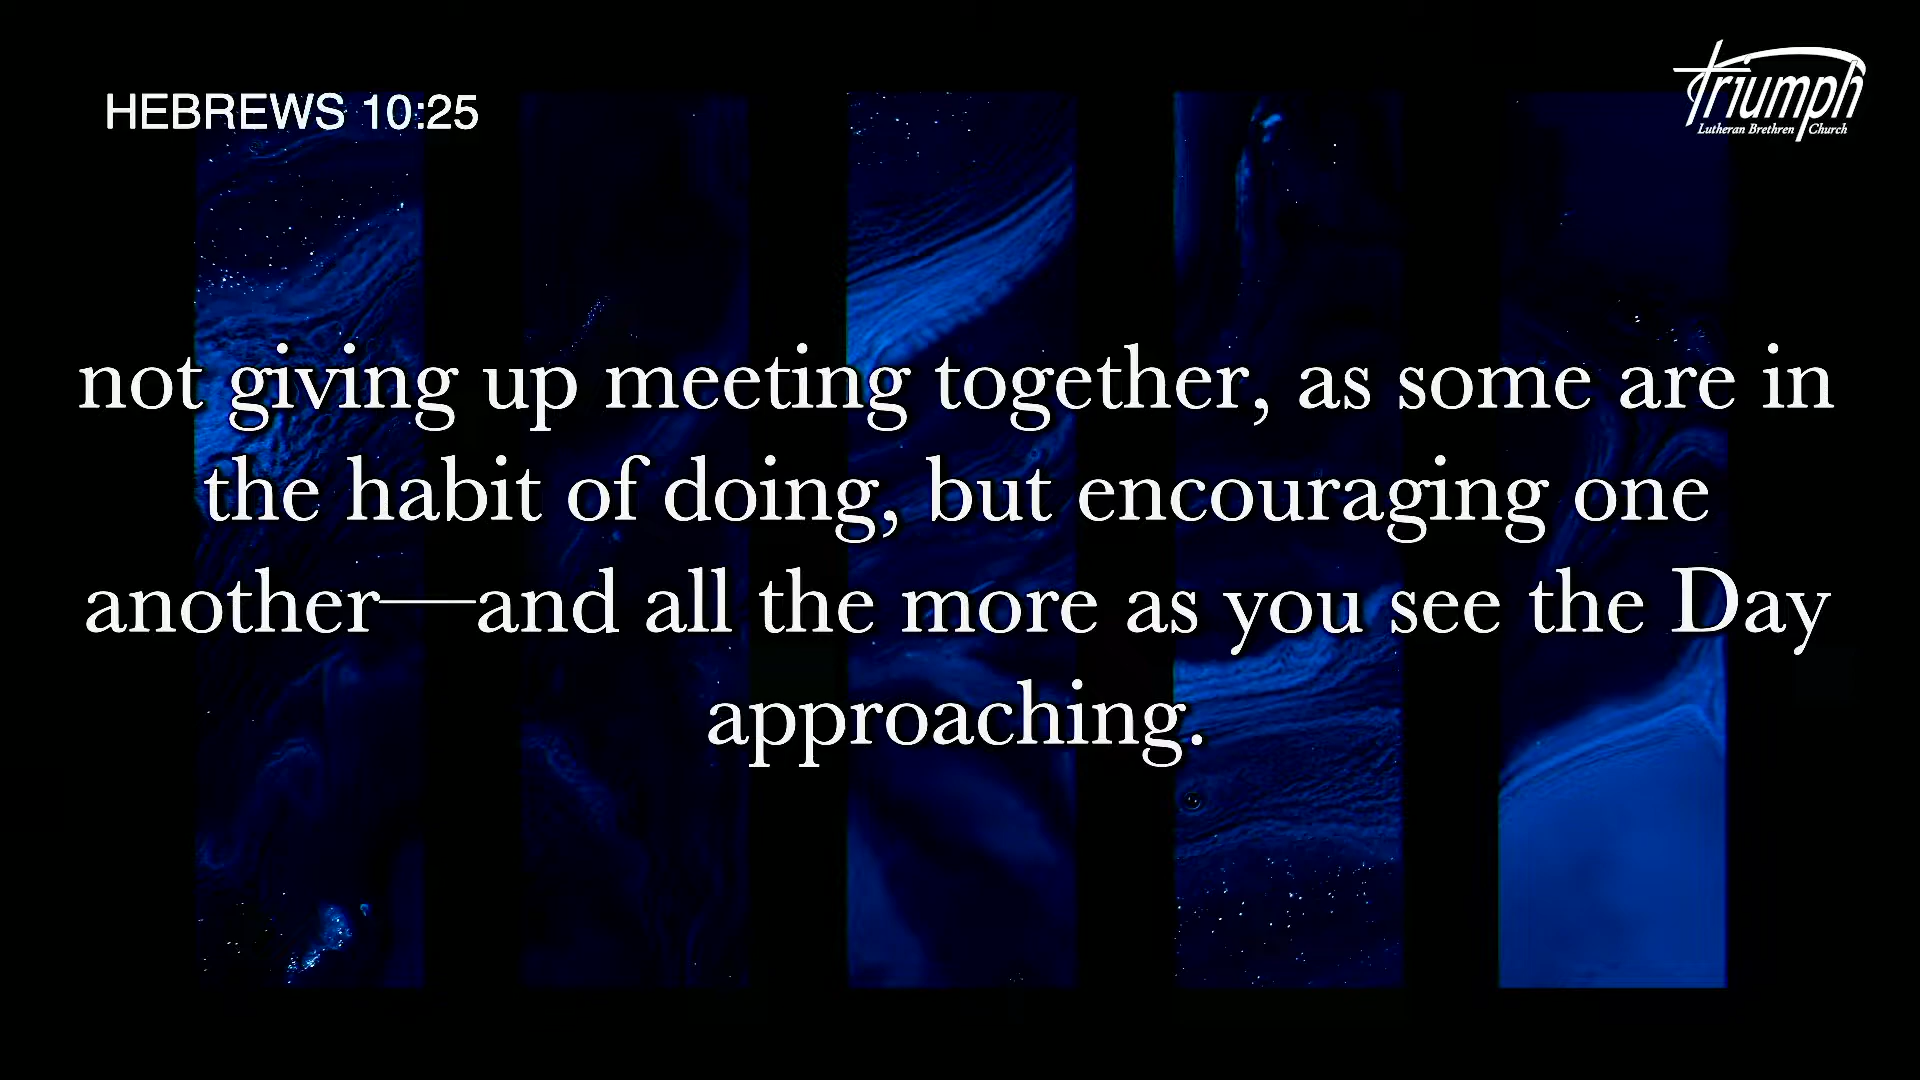 HEBREWS 10:25
triumph
Lutheran Brethren Church
not giving up meeting together, as some are in
the habit of doing, but encouraging one
another—and all the more as you see the Day
approaching.